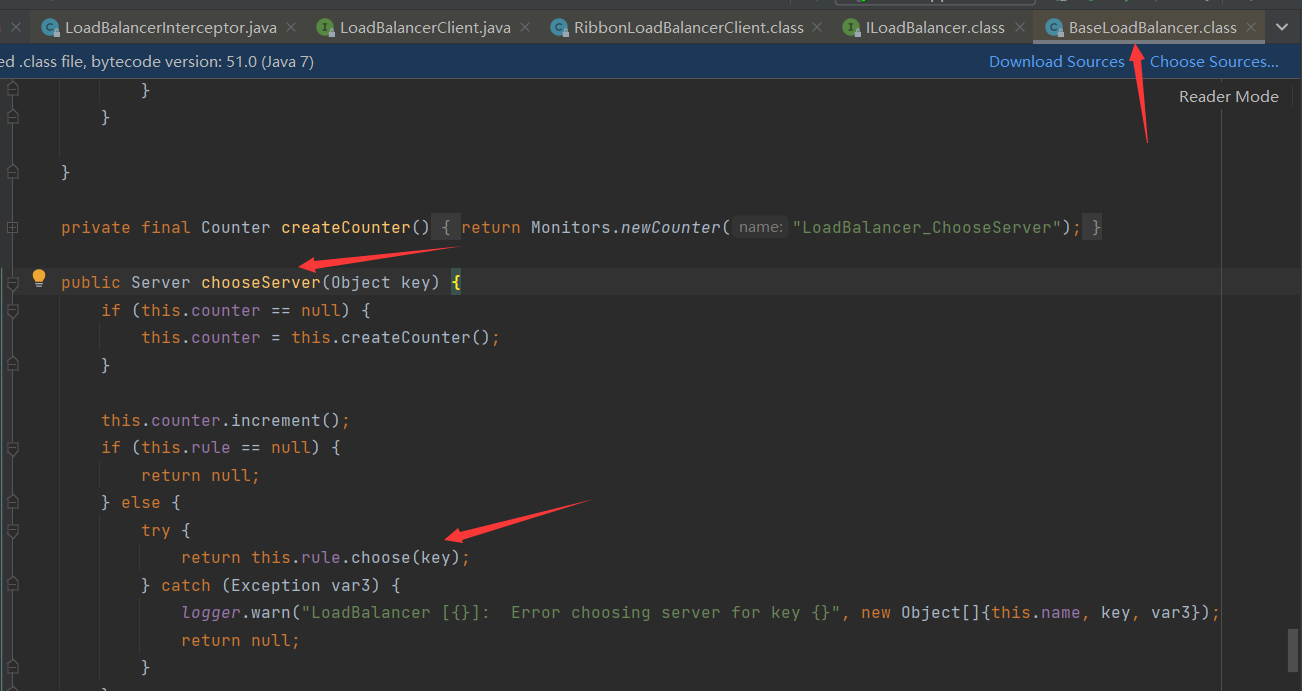 LoadBalancerInterceptor.java LoadBalancerClient.java RibbonLoadBalancerClient.class ILoadBalancer.class BaseLoadBalancer.class
ed .class file, bytecode version: 51.0 (Java 7) Download Sources Choose Sources...
Reader Mode
}
}
}
private final Counter createCounter() { return Monitors.newCounter( name: "LoadBalancer_ChooseServer"); }
public Server chooseServer(Object key) {
if (this.counter == null) {
this.counter = this.createCounter();
}
this.counter.increment();
if (this.rule == null) {
return null;
} else {
try {
return this.rule.choose(key);
} catch (Exception var3) {
logger.warn("LoadBalancer [{}]:  Error choosing server for key {}", new Object[]{this.name, key, var3});
return null;
}